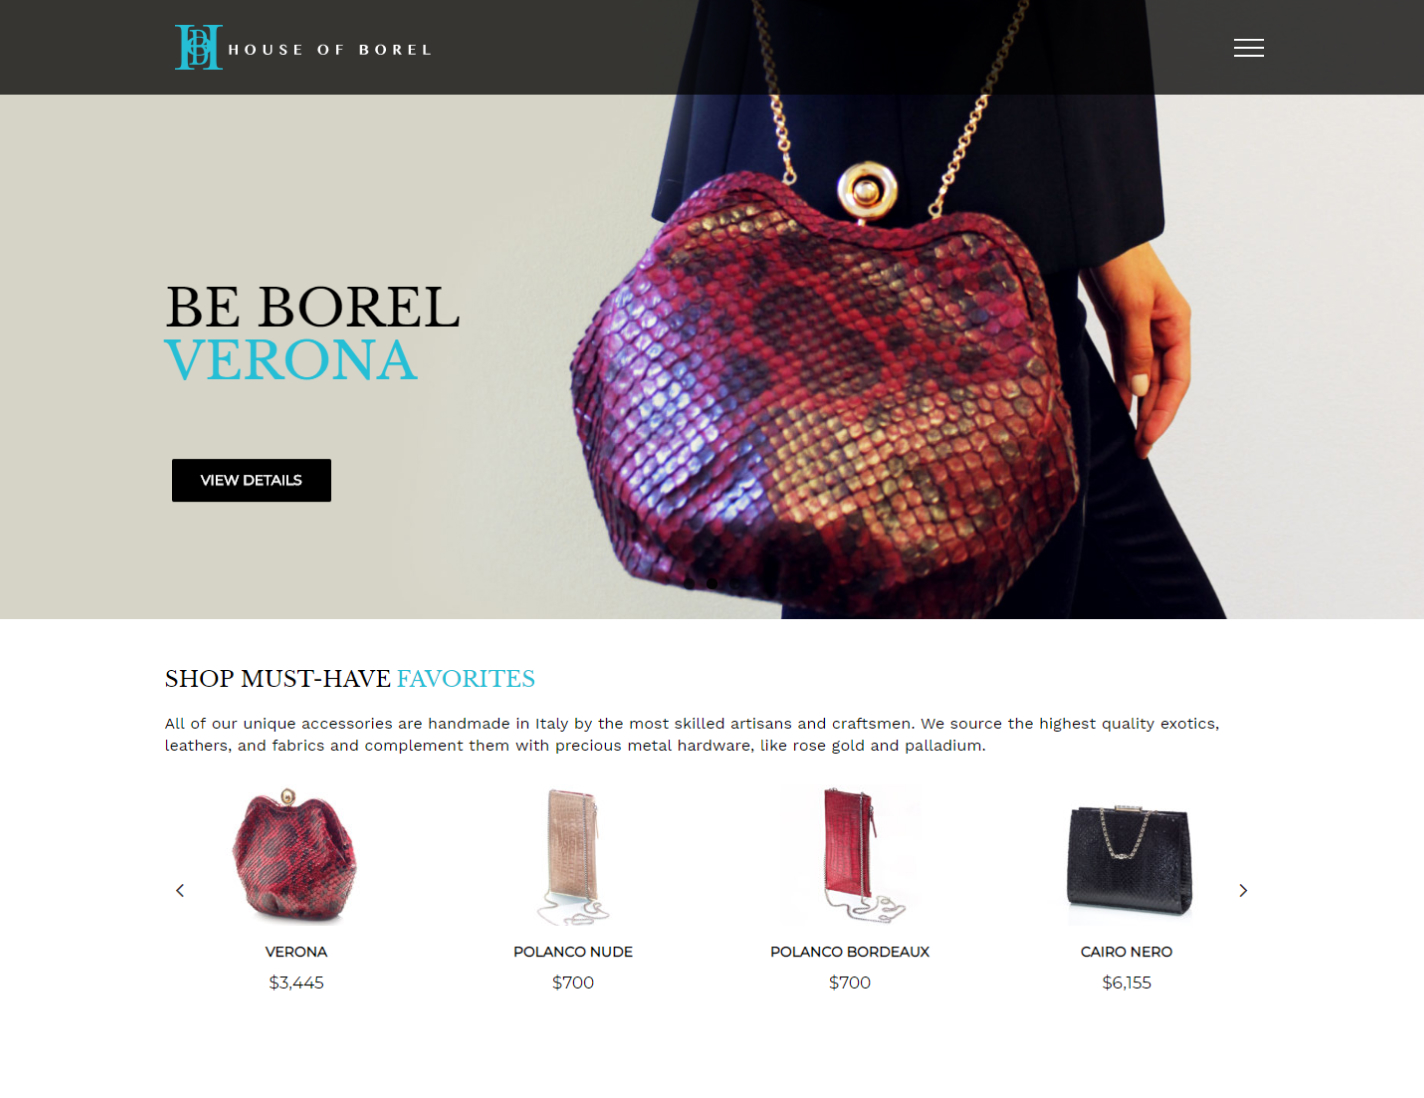 HB HOUSE OF BOREL
BE BOREL
VERONA
VIEW DETAILS
SHOP MUST-HAVE FAVORITES
All of our unique accessories are handmade in Italy by the most skilled artisans and craftsmen. We source the highest quality exotics,
leathers, and fabrics and complement them with precious metal hardware, like rose gold and palladium.
VERONA
$3,445
POLANCO NUDE
$700
POLANCO BORDEAUX
$700
CAIRO NERO
$6,155